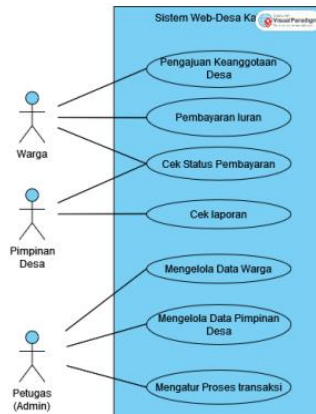 Sistem Web-Desa Ka
Visual Paradigm
Pengajuan Keanggotaan
Desa
Pembayaran Iuran
Warga
Cek Status Pembayaran
Cek laporan
Pimpinan
Desa
Mengelola Data Warga
Mengelola Data Pimpinan
Desa
Mengatur Proses transaksi
Petugas
(Admin)